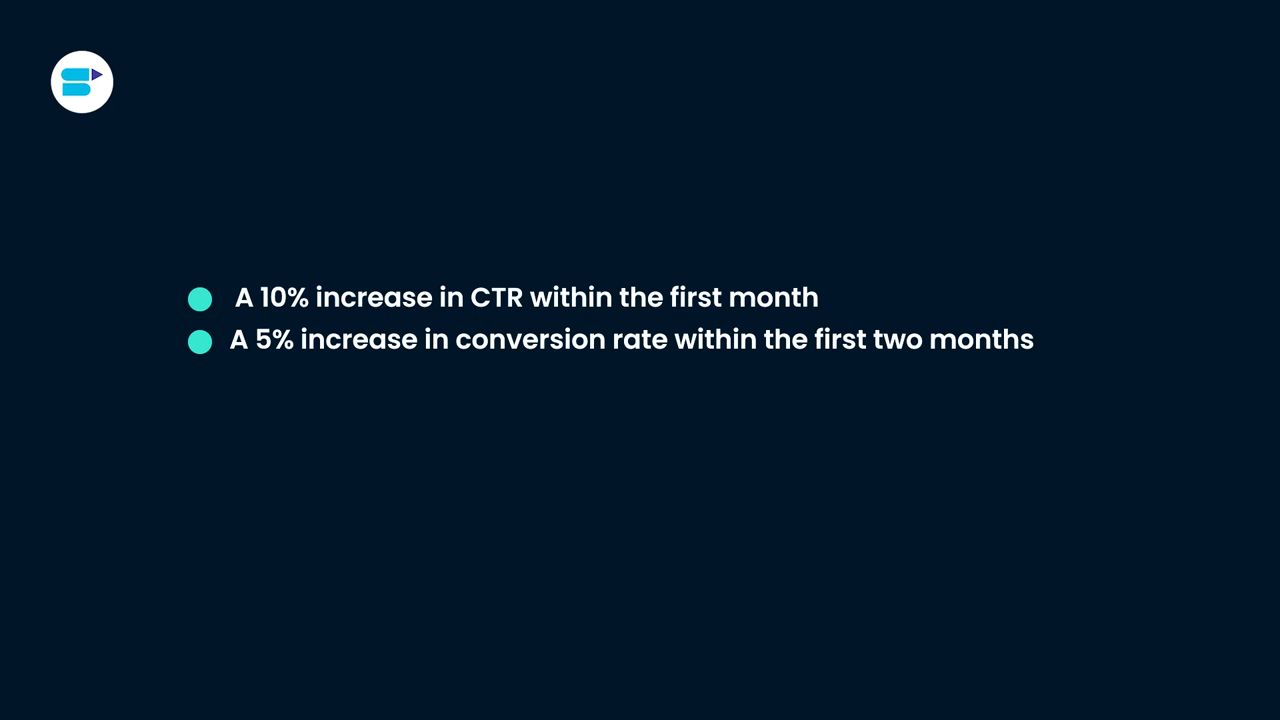 A 10% increase in CTR within the first month
A 5% increase in conversion rate within the first two months